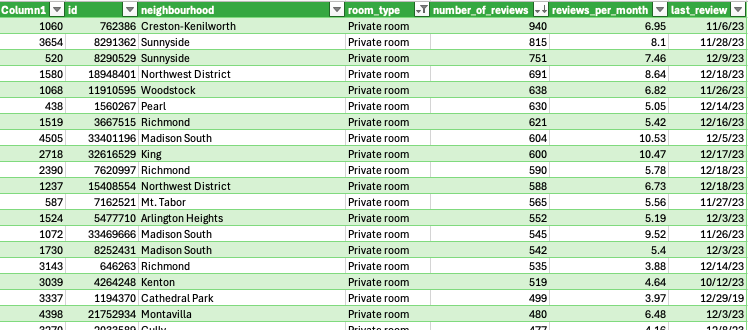 Column1 id neighbourhood room_type number_of_reviews reviews_per_month last_review
1060 762386 Creston-Kenilworth Private room 940 6.95 11/6/23
3654 8291362 Sunnyside Private room 815 8.1 11/28/23
520 8290529 Sunnyside Private room 751 7.46 12/9/23
1580 18948401 Northwest District Private room 691 8.64 12/18/23
1068 11910595 Woodstock Private room 638 6.82 11/26/23
438 1560267 Pearl Private room 630 5.05 12/14/23
1519 3667515 Richmond Private room 621 5.42 12/16/23
4505 33401196 Madison South Private room 604 10.53 12/5/23
2718 32616529 King Private room 600 10.47 12/17/23
2390 7620997 Richmond Private room 590 5.78 12/18/23
1237 15408554 Northwest District Private room 588 6.73 12/18/23
587 7162521 Mt. Tabor Private room 565 5.56 11/27/23
1524 5477710 Arlington Heights Private room 552 5.19 12/3/23
1072 33469666 Madison South Private room 545 9.52 11/26/23
1730 8252431 Madison South Private room 542 5.4 12/3/23
3143 646263 Richmond Private room 535 3.88 12/14/23
3039 4264248 Kenton Private room 519 4.64 10/12/23
3337 1194370 Cathedral Park Private room 499 3.97 12/29/19
4398 21752934 Montavilla Private room 480 6.48 12/3/23
Private room